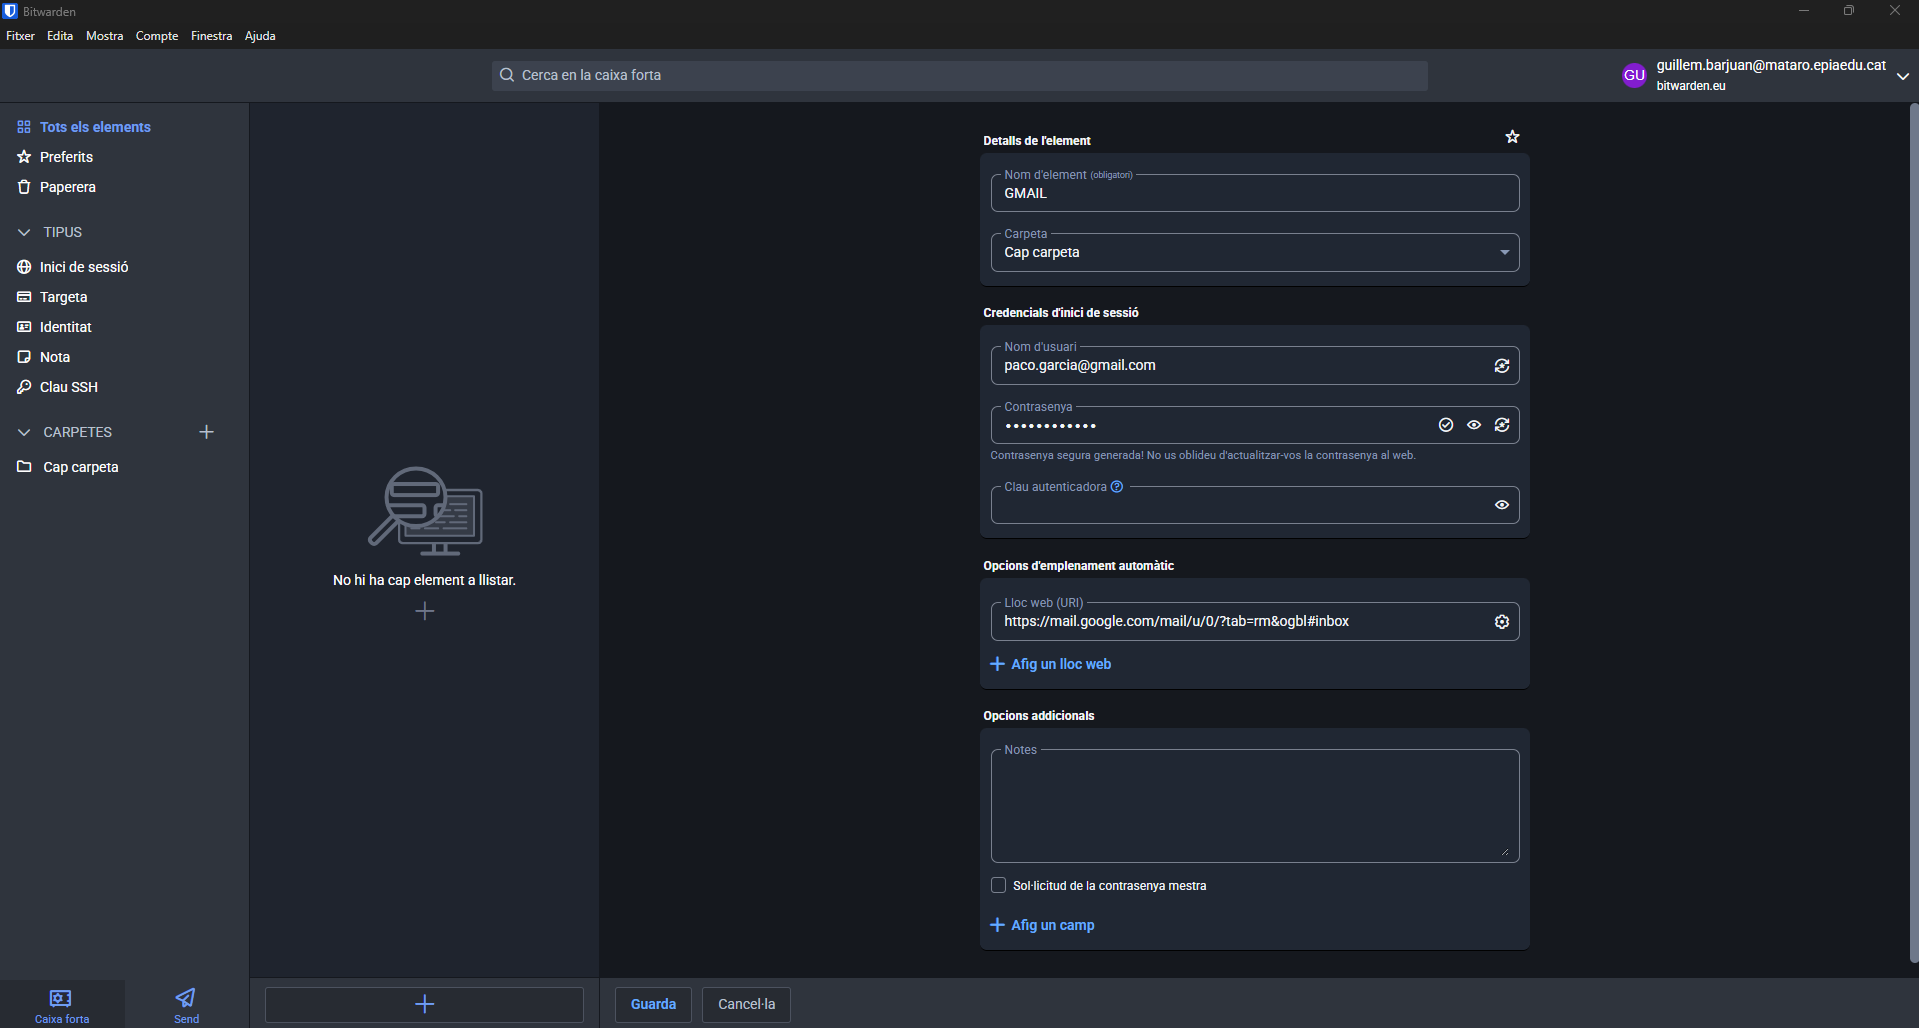 Bitwarden
Fitxer Edita Mostra Compte Finestra Ajuda
Cerca en la caixa forta
GU
guillem.barjuan@mataro.epiaedu.cat
bitwarden.eu
Tots els elements
Preferits
Paperera
TIPUS
Inici de sessió
Targeta
Identitat
Nota
Clau SSH
CARPETES
Cap carpeta
No hi ha cap element a llistar.
Detalls de l'element
Nom d'element (obligatori)
GMAIL
Carpeta
Cap carpeta
Credencials d'inici de sessió
Nom d'usuari
paco.garcia@gmail.com
Contrasenya
••••••••••••
Contrasenya segura generada! No us oblideu d'actualitzar-vos la contrasenya al web.
Clau autenticadora
Opcions d'emplenament automàtic
Lloc web (URI)
https://mail.google.com/mail/u/0/?tab=rm&ogbl#inbox
Afig un lloc web
Opcions addicionals
Notes
Sol·licitud de la contrasenya mestra
Afig un camp
Caixa forta
Send
Guarda
Cancel·la